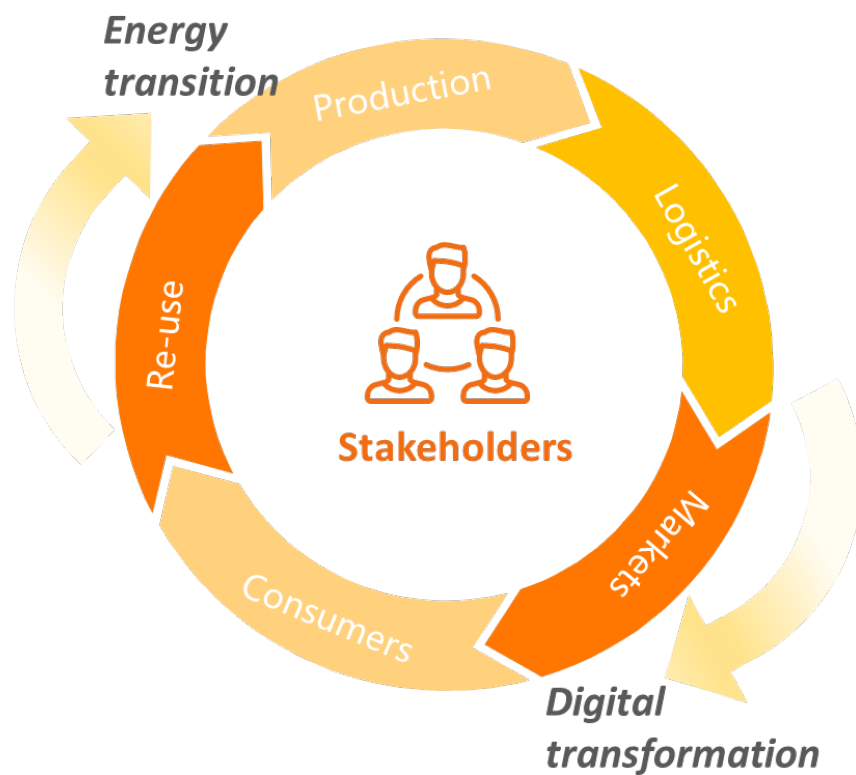 Energy
transition
Production
Logistics
Re-use
Stakeholders
Markets
Consumers
Digital
transformation